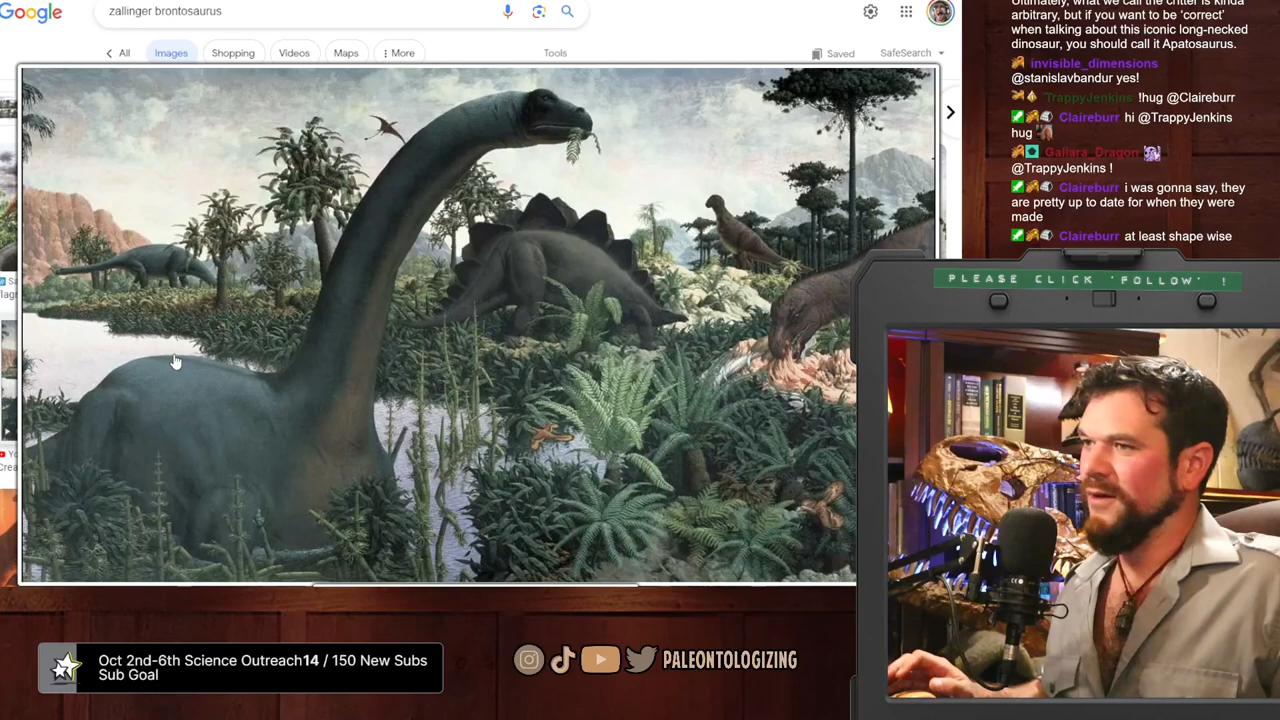 Google
zallinger brontosaurus
All
Images
Shopping
Videos
Maps
More
Tools
Saved
SafeSearch
Ultimately, what we call the critter is kinda
arbitrary, but if you want to be 'correct'
when talking about this iconic long-necked
dinosaur, you should call it Apatosaurus.
invisible_dimensions
@stanislavbandur yes!
TrappyJenkins !hug @Claireburr
Claireburr hi @TrappyJenkins
hug
Gallara_Dragon
@TrappyJenkins !
Claireburr i was gonna say, they
are pretty up to date for when they were
made
Claireburr at least shape wise
PLEASE CLICK 'FOLLOW' !
Oct 2nd-6th Science Outreach14 / 150 New Subs
Sub Goal
PALEONTOLOGIZING